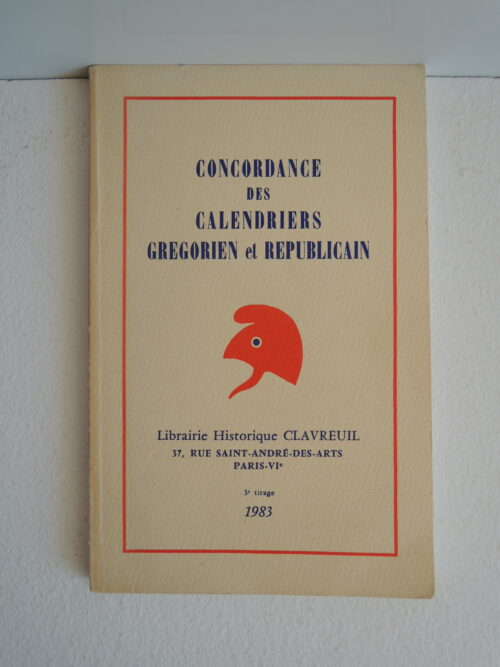 CONCORDANCE
DES
CALENDRIERS
GREGORIEN et REPUBLICAIN
Librairie Historique CLAVREUIL
37, RUE SAINT-ANDRÉ-DES-ARTS
PARIS-VIᵉ
3ᵉ tirage
1983